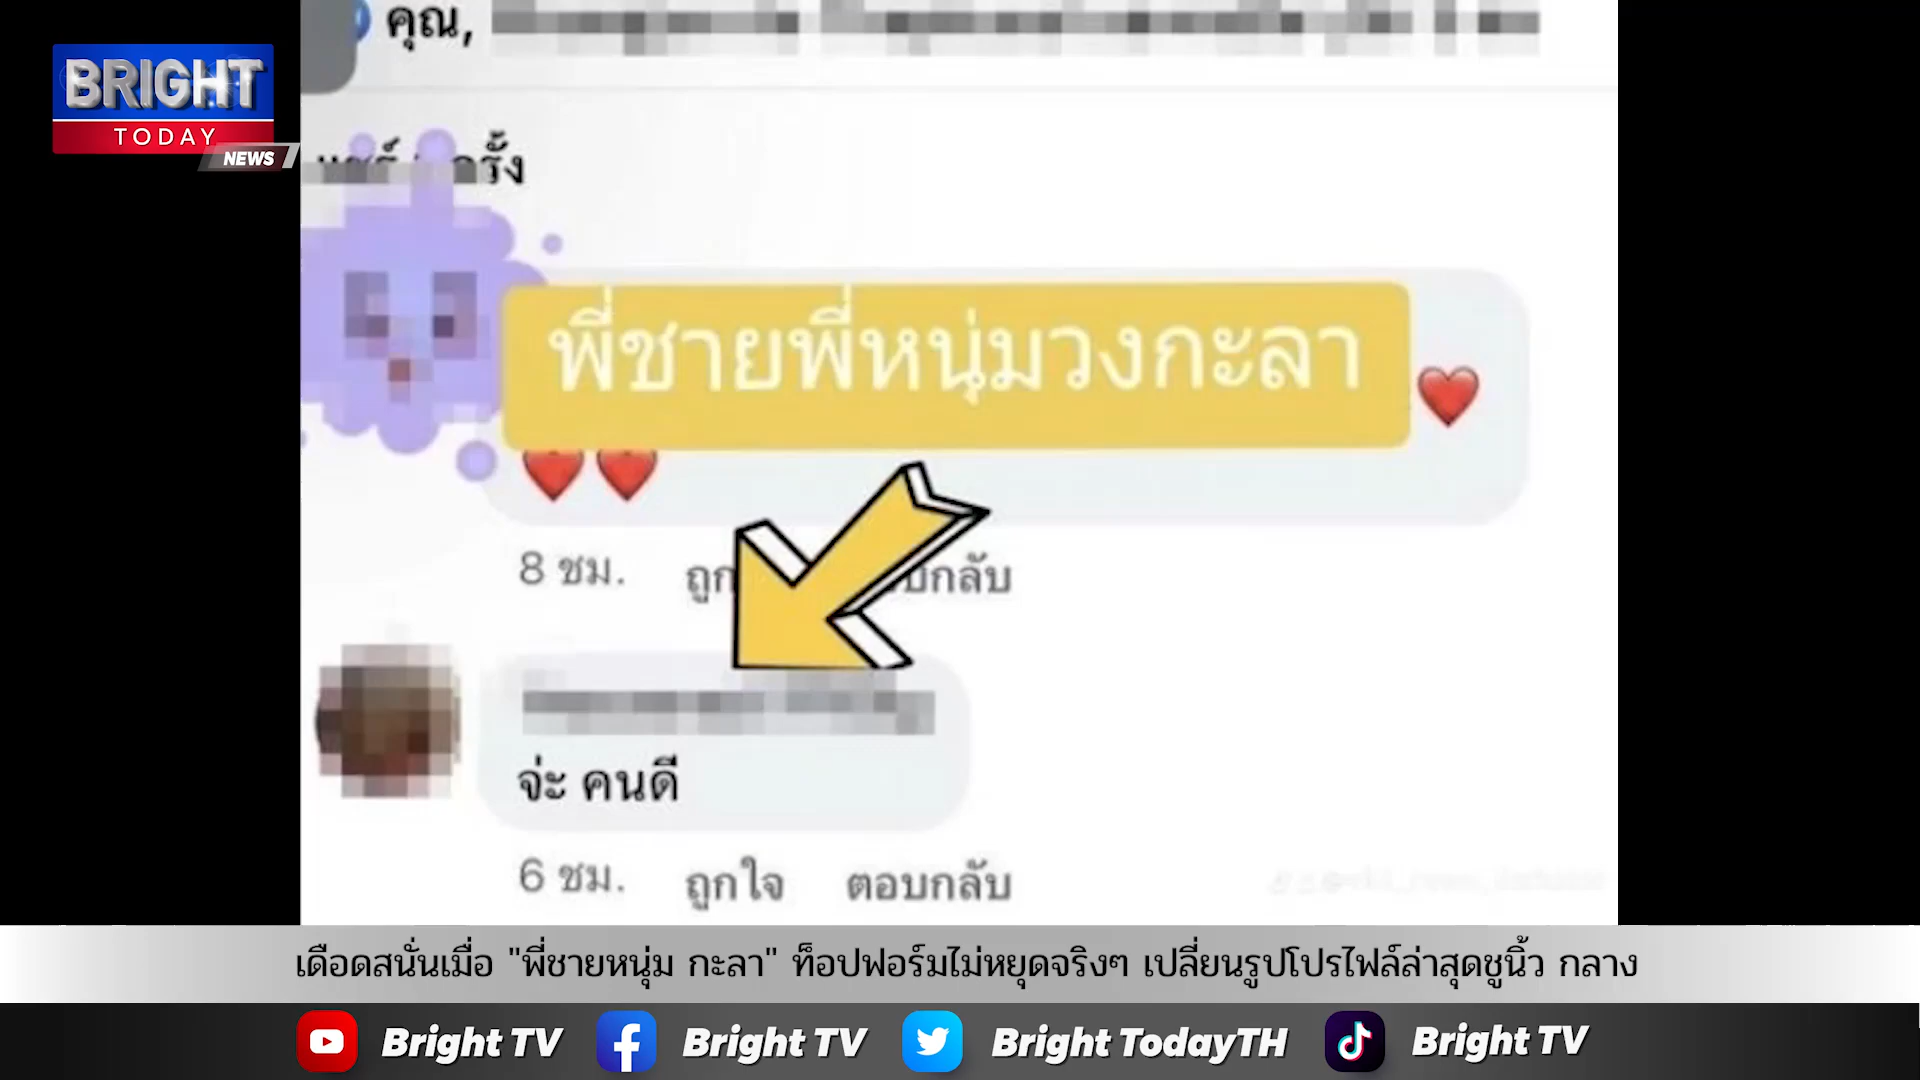 คุณ,
BRIGHT
TODAY
NEWS
ครั้ง
พี่ชายพี่หนุ่มวงกะลา
8 ชม.
จ่ะ คนดี
6 ชม. ถูกใจ ตอบกลับ
เดือดสนั่นเมื่อ "พี่ชายหนุ่ม กะลา" ท็อปฟอร์มไม่หยุดจริงๆ เปลี่ยนรูปโปรไฟล์ล่าสุดชูนิ้ว กลาง
Bright TV Bright TV Bright TodayTH Bright TV